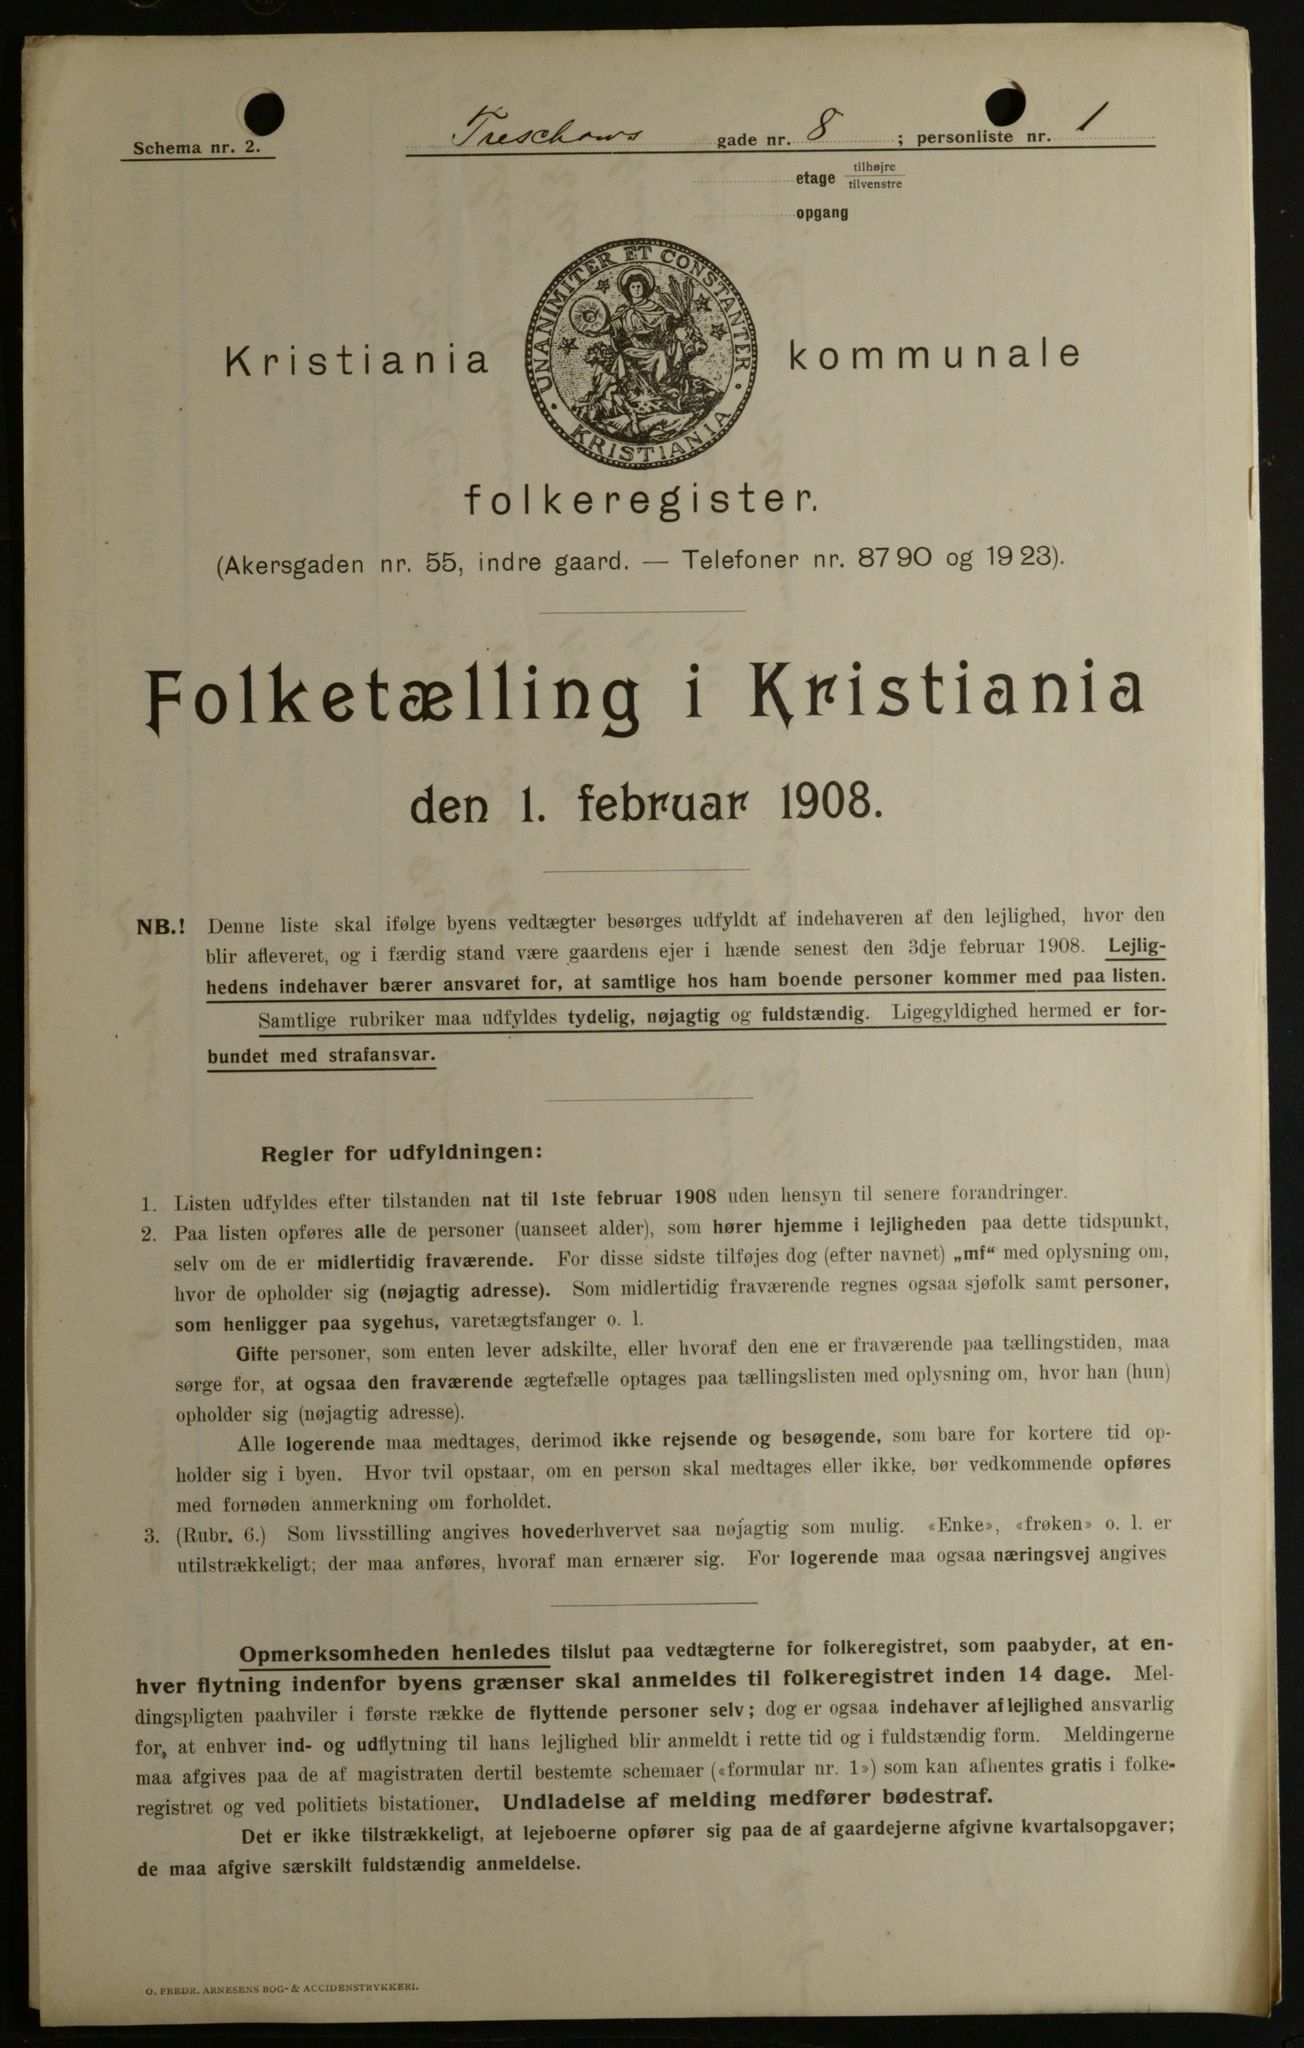 Schema nr. 2.
Treschows gade nr. 8 ; personliste nr. 1
etage tilhøjre
tilvenstre
opgang
UNANIMITER ET CONSTANTER
KRISTIANIA
Kristiania kommunale
folkeregister.
(Akersgaden nr. 55, indre gaard. — Telefoner nr. 87 90 og 19 23).
Folketælling i Kristiania
den 1. februar 1908.
NB.! Denne liste skal ifølge byens vedtægter besørges udfyldt af indehaveren af den lejlighed, hvor den
blir afleveret, og i færdig stand være gaardens ejer i hænde senest den 3dje februar 1908. Lejlig-
hedens indehaver bærer ansvaret for, at samtlige hos ham boende personer kommer med paa listen.
Samtlige rubriker maa udfyldes tydelig, nøjagtig og fuldstændig. Ligegyldighed hermed er for-
bundet med strafansvar.
Regler for udfyldningen:
1. Listen udfyldes efter tilstanden nat til 1ste februar 1908 uden hensyn til senere forandringer.
2. Paa listen opføres alle de personer (uanseet alder), som hører hjemme i lejligheden paa dette tidspunkt,
selv om de er midlertidig fraværende. For disse sidste tilføjes dog (efter navnet) „mf“ med oplysning om,
hvor de opholder sig (nøjagtig adresse). Som midlertidig fraværende regnes ogsaa sjøfolk samt personer,
som henligger paa sygehus, varetægtsfanger o. l.
Gifte personer, som enten lever adskilte, eller hvoraf den ene er fraværende paa tællingstiden, maa
sørge for, at ogsaa den fraværende ægtefælle optages paa tællingslisten med oplysning om, hvor han (hun)
opholder sig (nøjagtig adresse).
Alle logerende maa medtages, derimod ikke rejsende og besøgende, som bare for kortere tid op-
holder sig i byen. Hvor tvil opstaar, om en person skal medtages eller ikke, bør vedkommende opføres
med fornøden anmerkning om forholdet.
3. (Rubr. 6.) Som livsstilling angives hovederhvervet saa nøjagtig som mulig. «Enke», «frøken» o. l. er
utilstrækkeligt; der maa anføres, hvoraf man ernærer sig. For logerende maa ogsaa næringsvej angives
Opmerksomheden henledes tilslut paa vedtægterne for folkeregistret, som paabyder, at en-
hver flytning indenfor byens grænser skal anmeldes til folkeregistret inden 14 dage. Mel-
dingspligten paahviler i første række de flyttende personer selv; dog er ogsaa indehaver af lejlighed ansvarlig
for, at enhver ind- og udflytning til hans lejlighed blir anmeldt i rette tid og i fuldstændig form. Meldingerne
maa afgives paa de af magistraten dertil bestemte schemaer («formular nr. 1») som kan afhentes gratis i folke-
registret og ved politiets bistationer. Undladelse af melding medfører bødestraf.
Det er ikke tilstrækkeligt, at lejeboerne opfører sig paa de af gaardejerne afgivne kvartalsopgaver;
de maa afgive særskilt fuldstændig anmeldelse.
O. FREDR. ARNESENS BOG- & ACCIDENSTRYKKERI.